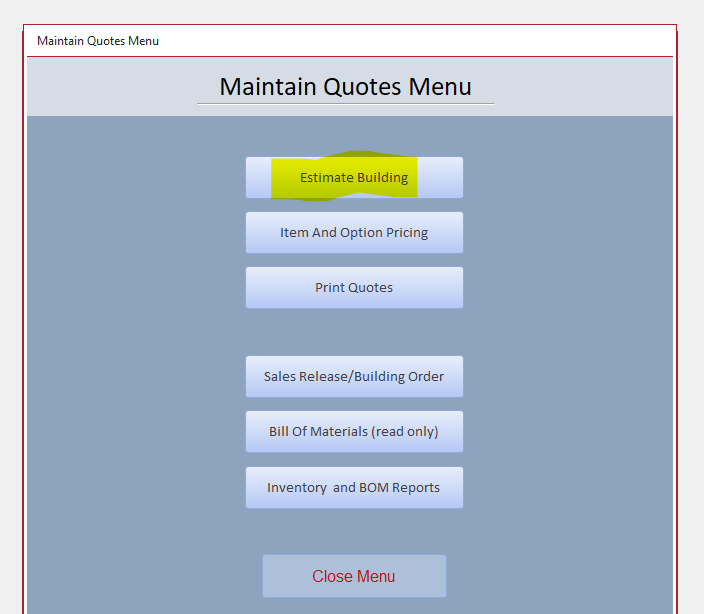 Maintain Quotes Menu
Maintain Quotes Menu
Estimate Building
Item And Option Pricing
Print Quotes
Sales Release/Building Order
Bill Of Materials (read only)
Inventory  and BOM Reports
Close Menu